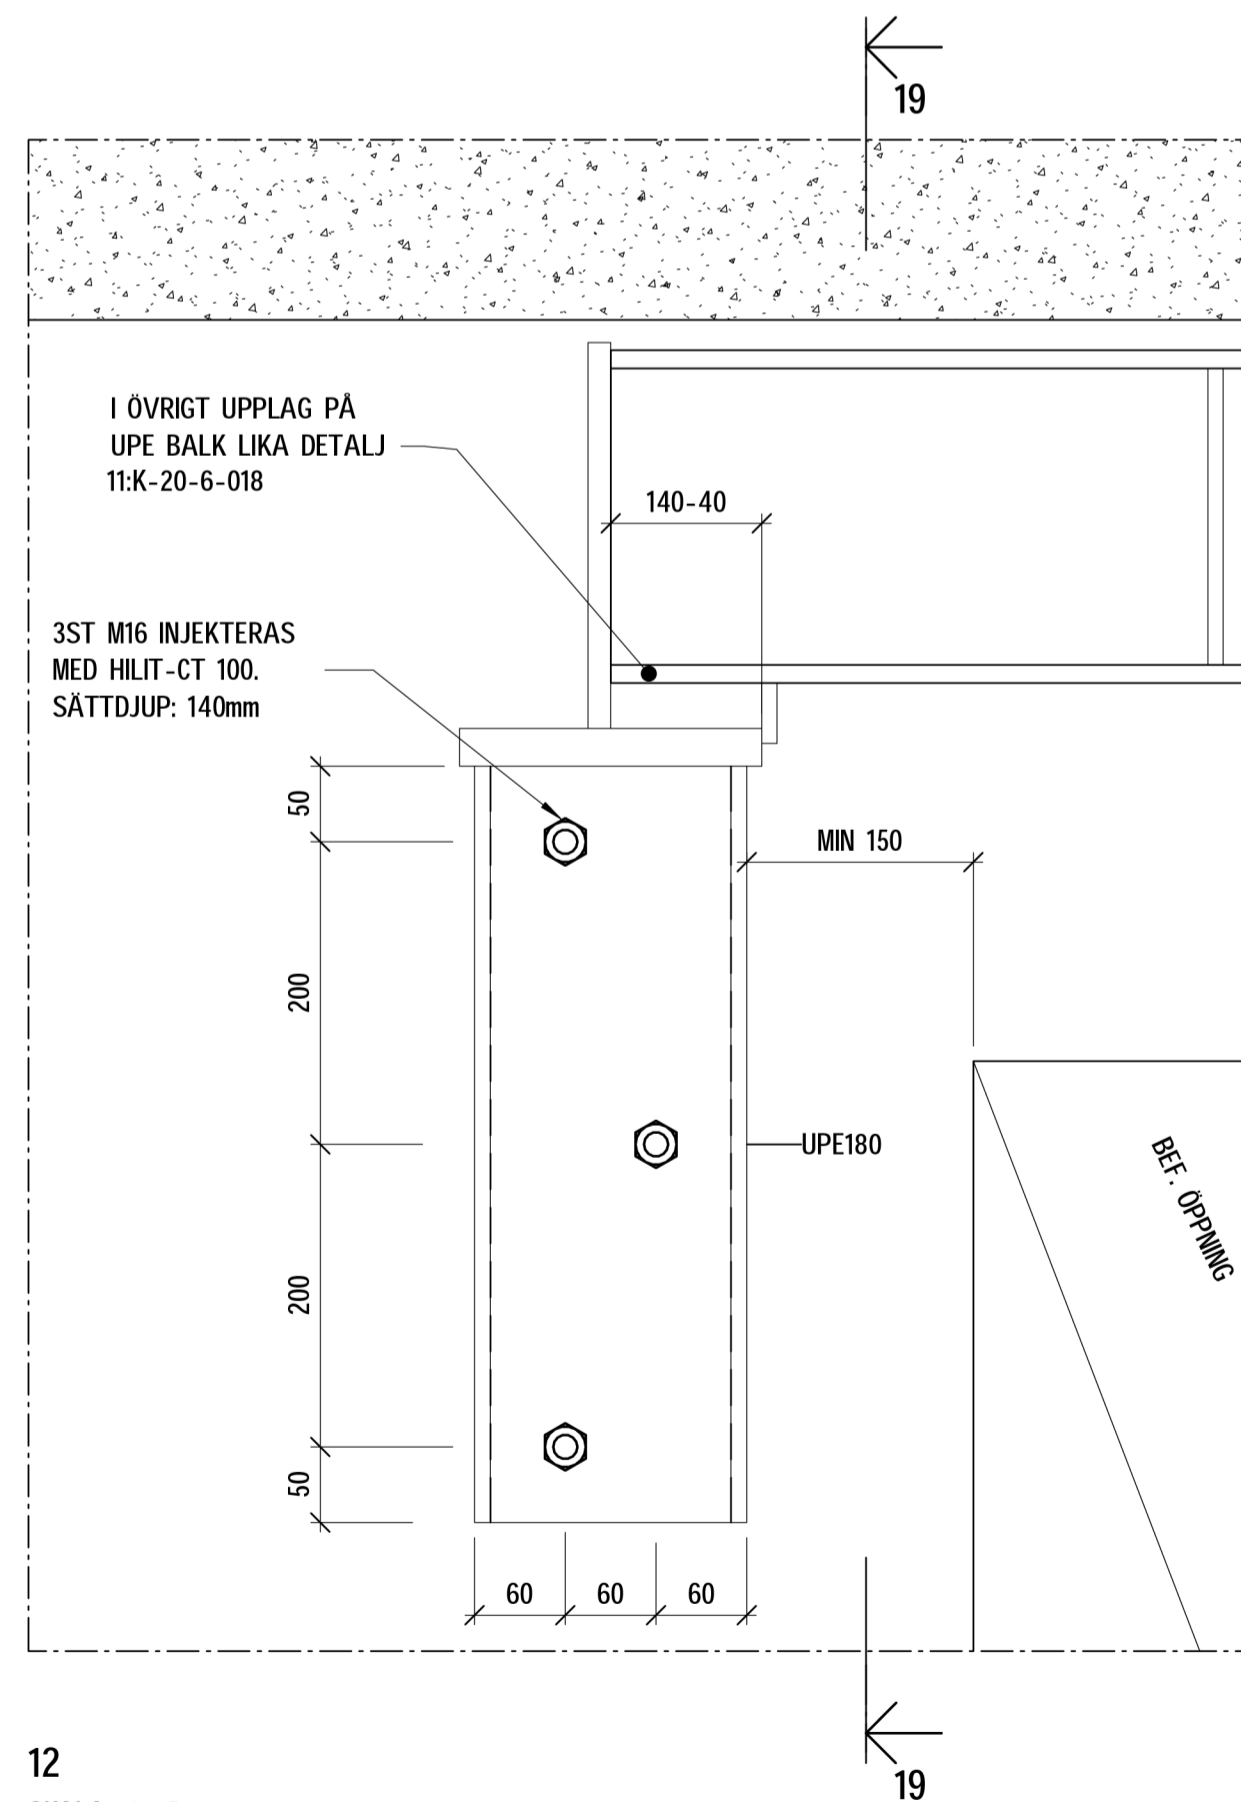 19
I ÖVRIGT UPPLAG PÅ
UPE BALK LIKA DETALJ
11:K-20-6-018
140-40
3ST M16 INJEKTERAS
MED HILIT-CT 100.
SÄTTDJUP: 140mm
50
MIN 150
200
UPE180
BEF. ÖPPNING
200
50
60
60
60
12
19